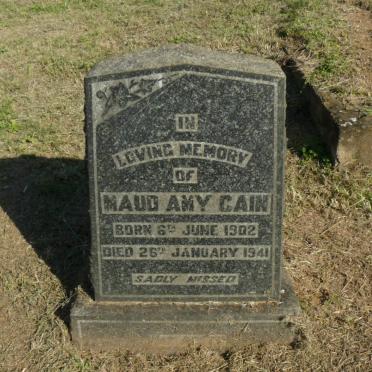 IN
LOVING MEMORY
OF
MAUD AMY CAIN
BORN 6TH JUNE 1902
DIED 26TH JANUARY 1941
SADLY MISSED